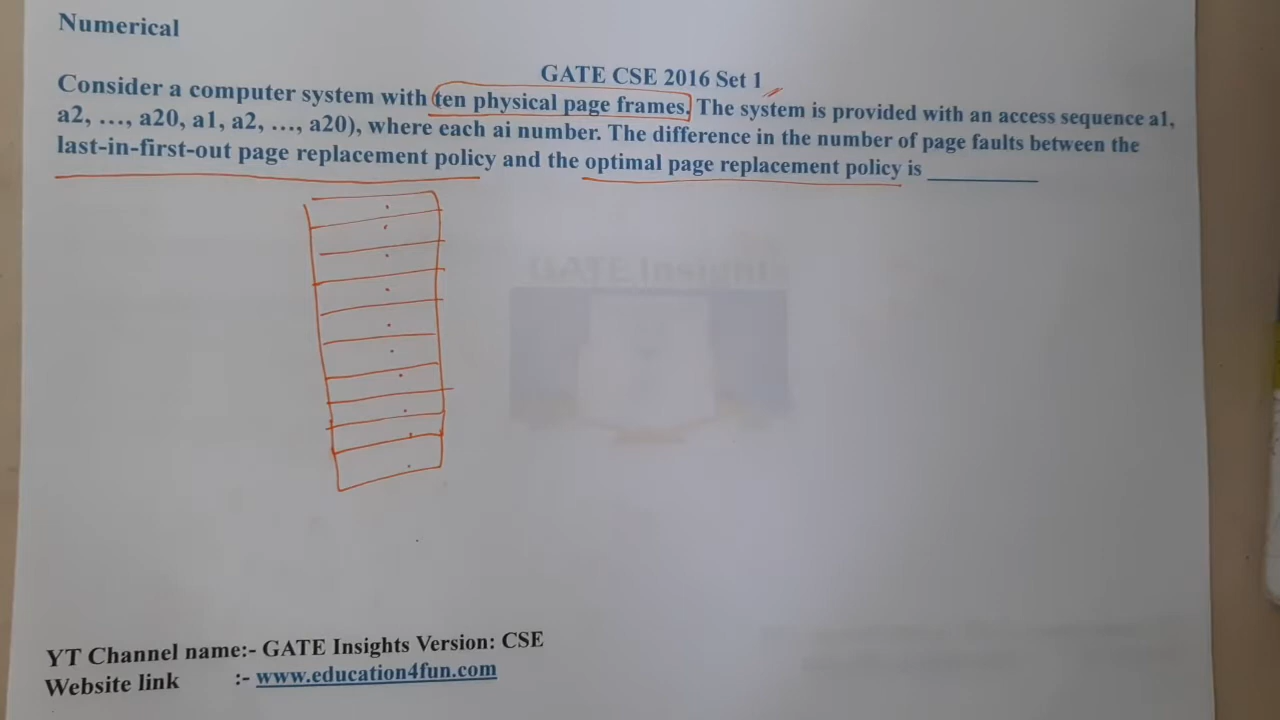 Numerical
GATE CSE 2016 Set 1
Consider a computer system with ten physical page frames. The system is provided with an access sequence a1,
a2, …, a20, a1, a2, …, a20), where each ai number. The difference in the number of page faults between the
last-in-first-out page replacement policy and the optimal page replacement policy is __________
GATE Insights
YT Channel name:- GATE Insights Version: CSE
Website link :- www.education4fun.com